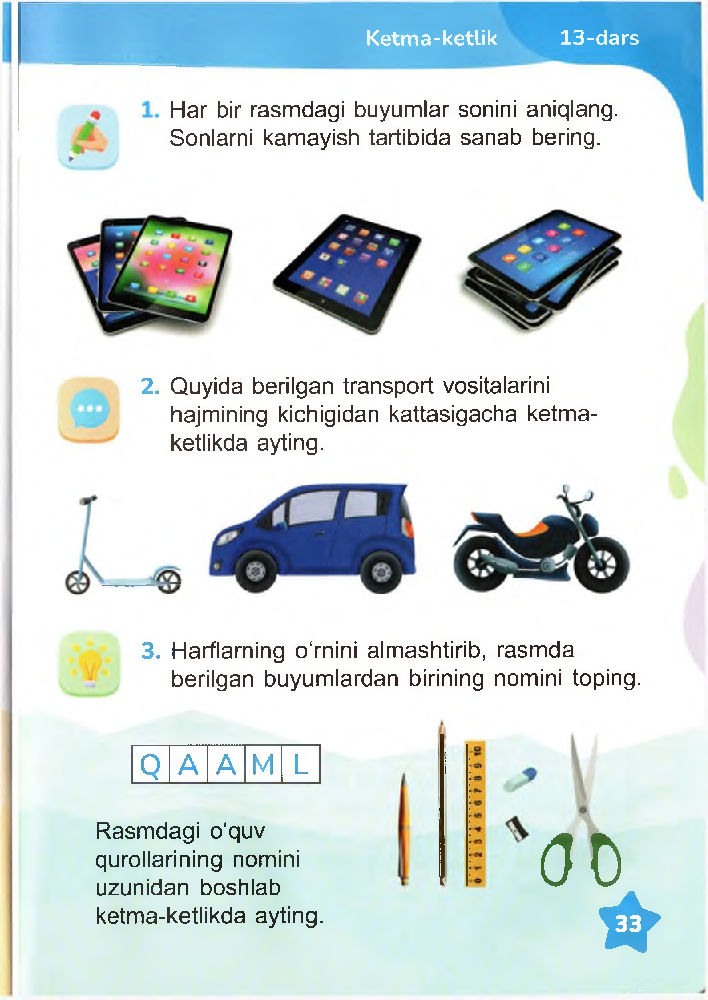 Ketma-ketlik 13-dars
1. Har bir rasmdagi buyumlar sonini aniqlang.
Sonlarni kamayish tartibida sanab bering.
2. Quyida berilgan transport vositalarini
hajmining kichigidan kattasigacha ketma-
ketlikda ayting.
3. Harflarning o‘rnini almashtirib, rasmda
berilgan buyumlardan birining nomini toping.
Q A A M L
0 1 2 3 4 5 6 7 8 9 10
Rasmdagi o‘quv
qurollarining nomini
uzunidan boshlab
ketma-ketlikda ayting.
33